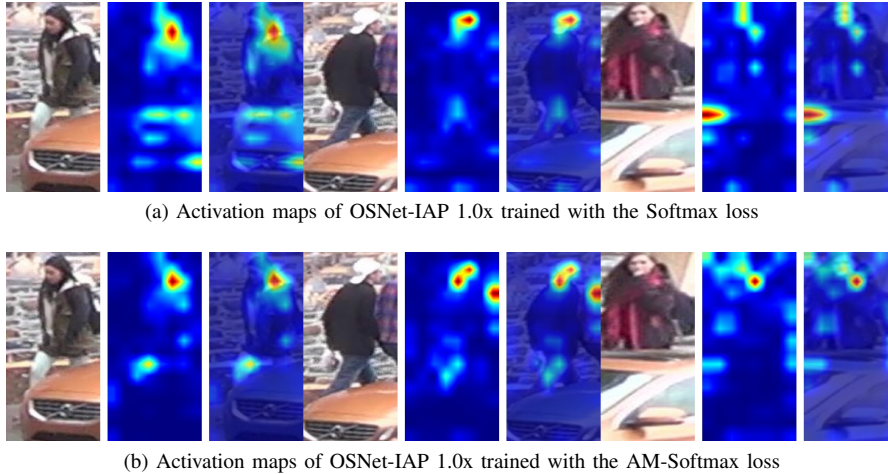 (a) Activation maps of OSNet-IAP 1.0x trained with the Softmax loss
(b) Activation maps of OSNet-IAP 1.0x trained with the AM-Softmax loss